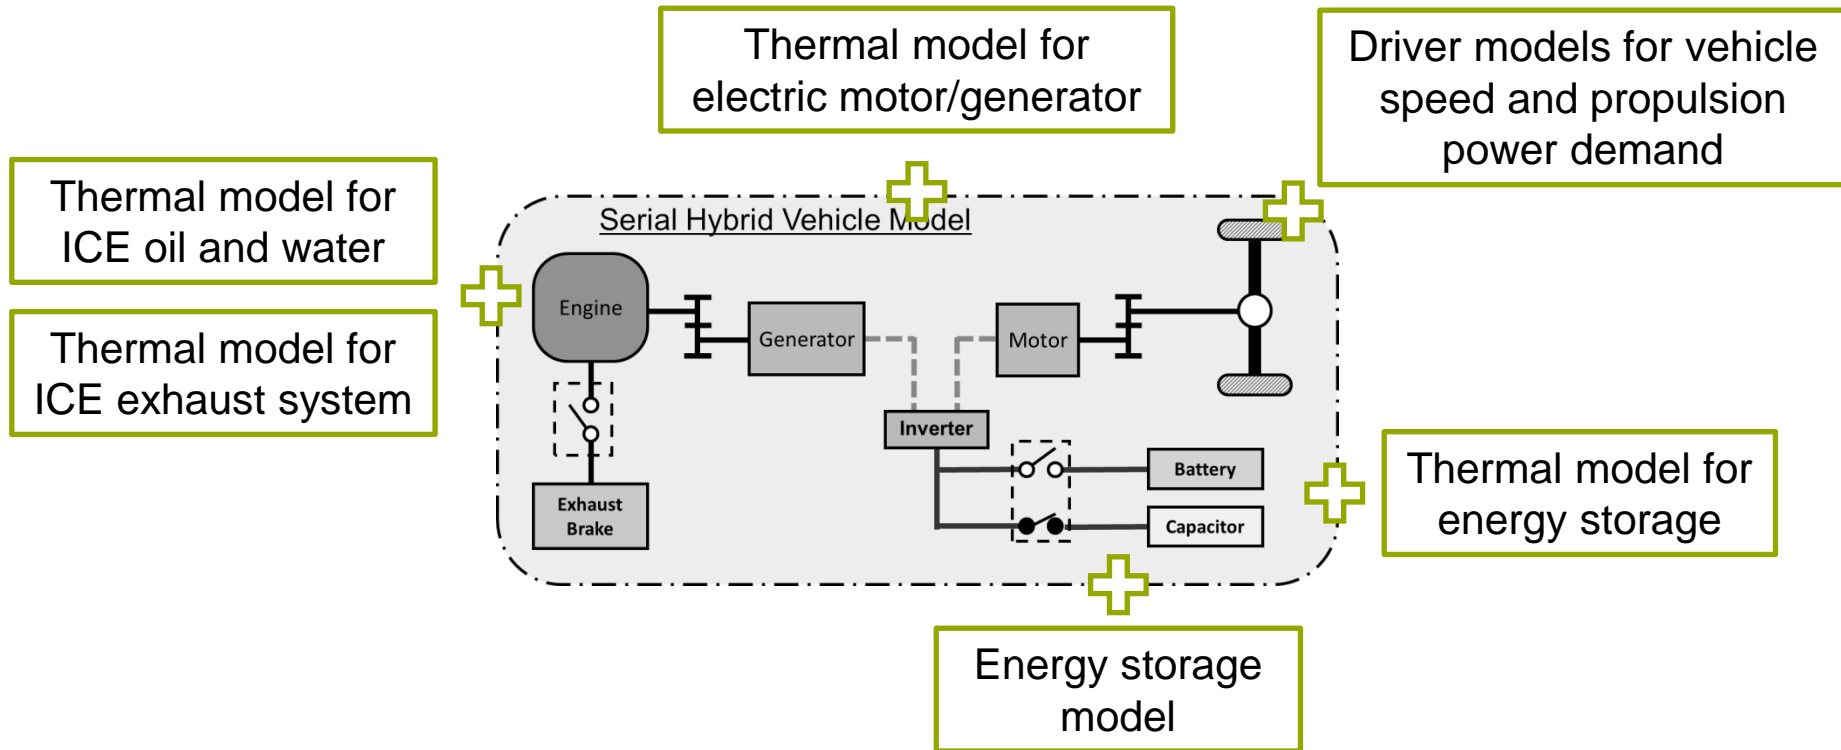 Thermal model for
electric motor/generator
Driver models for vehicle
speed and propulsion
power demand
Thermal model for
ICE oil and water
Thermal model for
ICE exhaust system
Serial Hybrid Vehicle Model
Engine
Generator
Motor
Inverter
Battery
Exhaust
Brake
Capacitor
Thermal model for
energy storage
Energy storage
model